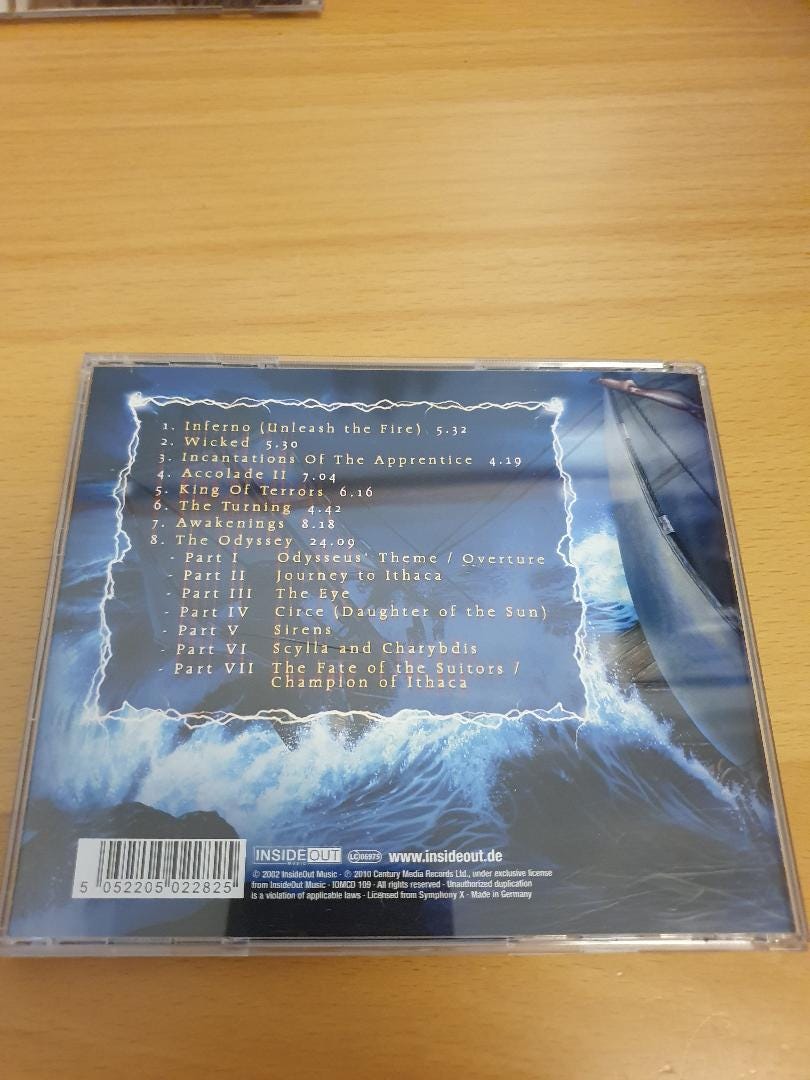 1. Inferno (Unleash the Fire) 5.32
2. Wicked 5.30
3. Incantations Of The Apprentice 4.19
4. Accolade II 7.04
5. King Of Terrors 6.16
6. The Turning 4.42
7. Awakenings 8.18
8. The Odyssey 24.09
- Part I Odysseus' Theme / Overture
- Part II Journey to Ithaca
- Part III The Eye
- Part IV Circe (Daughter of the Sun)
- Part V Sirens
- Part VI Scylla and Charybdis
- Part VII The Fate of the Suitors /
Champion of Ithaca
INSIDEOUT MUSIC LC 06975 www.insideout.de
© 2002 InsideOut Music - ℗ 2010 Century Media Records Ltd., under exclusive license
from InsideOut Music · IOMCD 109 · All rights reserved · Unauthorized duplication
is a violation of applicable laws · Licensed from Symphony X · Made in Germany
5 052205 022825